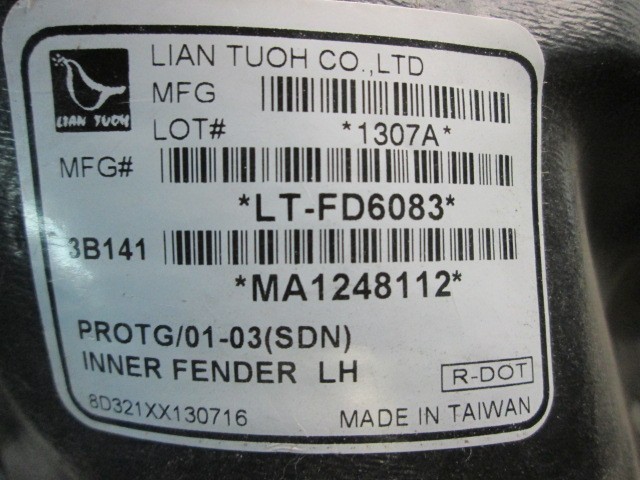 LIAN TUOH CO.,LTD
LIAN TUOH
MFG
LOT# *1307A*
MFG#
*LT-FD6083*
3B141
*MA1248112*
PROTG/01-03(SDN)
INNER FENDER LH
R-DOT
8D321XX130716
MADE IN TAIWAN